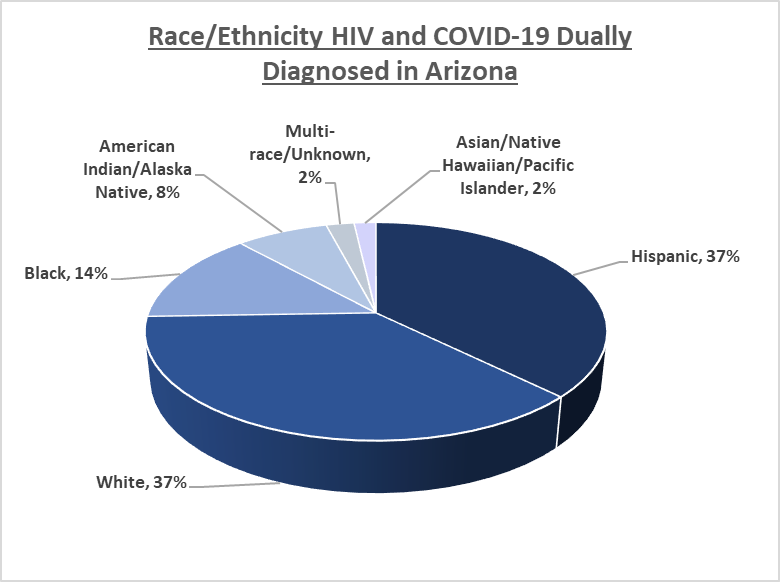 Race/Ethnicity HIV and COVID-19 Dually
Diagnosed in Arizona
American
Indian/Alaska
Native, 8%
Multi-
race/Unknown,
2%
Asian/Native
Hawaiian/Pacific
Islander, 2%
Hispanic, 37%
Black, 14%
White, 37%